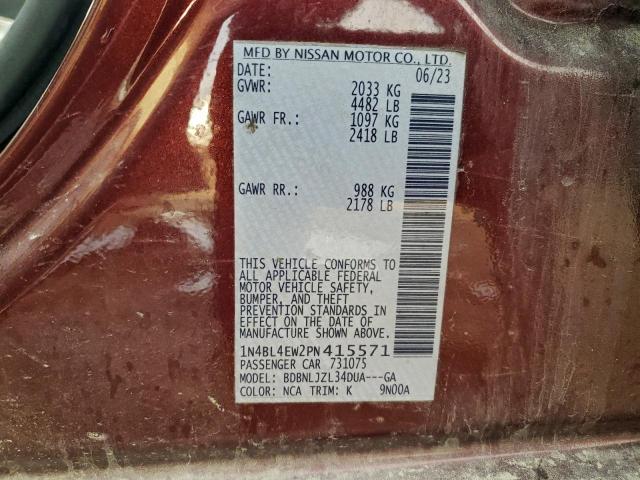 MFD BY NISSAN MOTOR CO., LTD.
DATE: 06/23
GVWR: 2033 KG
4482 LB
GAWR FR.: 1097 KG
2418 LB
GAWR RR.: 988 KG
2178 LB
THIS VEHICLE CONFORMS TO
ALL APPLICABLE FEDERAL
MOTOR VEHICLE SAFETY,
BUMPER, AND THEFT
PREVENTION STANDARDS IN
EFFECT ON THE DATE OF
MANUFACTURE SHOWN ABOVE.
1N4BL4EW2PN415571
PASSENGER CAR 731075
MODEL: BDBNLJZL34DUA---GA
COLOR: NCA TRIM: K 9N00A